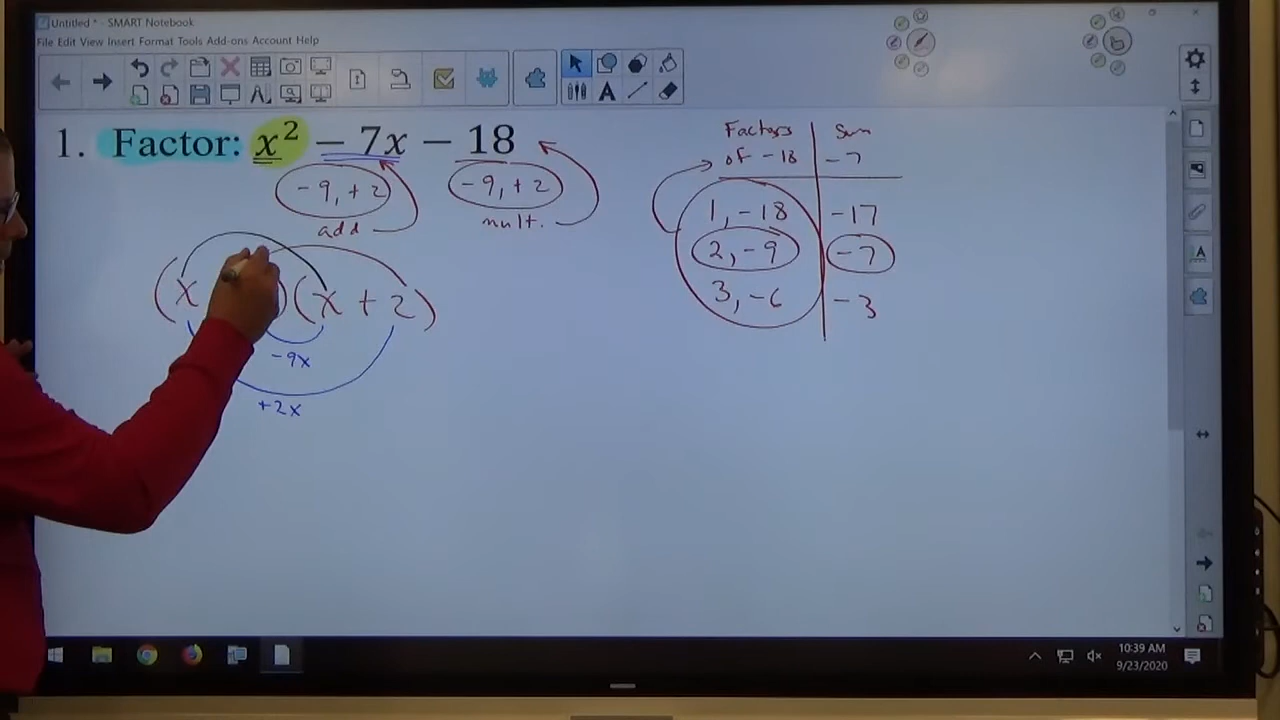 Untitled * - SMART Notebook
File Edit View Insert Format Tools Add-ons Account Help
1. Factor: x² − 7x − 18
-9, +2
-9, +2
add
mult.
(x
)(x + 2)
-9x
+2x
Factors of -18
Sum -7
1, -18
-17
2, -9
-7
3, -6
-3
10:39 AM
9/23/2020